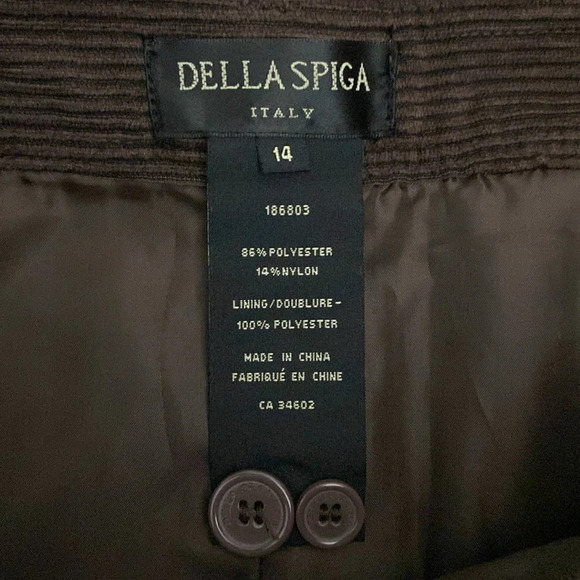 DELLA SPIGA
ITALY
14
186803
86% POLYESTER
14% NYLON
LINING/DOUBLURE-
100% POLYESTER
MADE IN CHINA
FABRIQUÉ EN CHINE
CA 34602